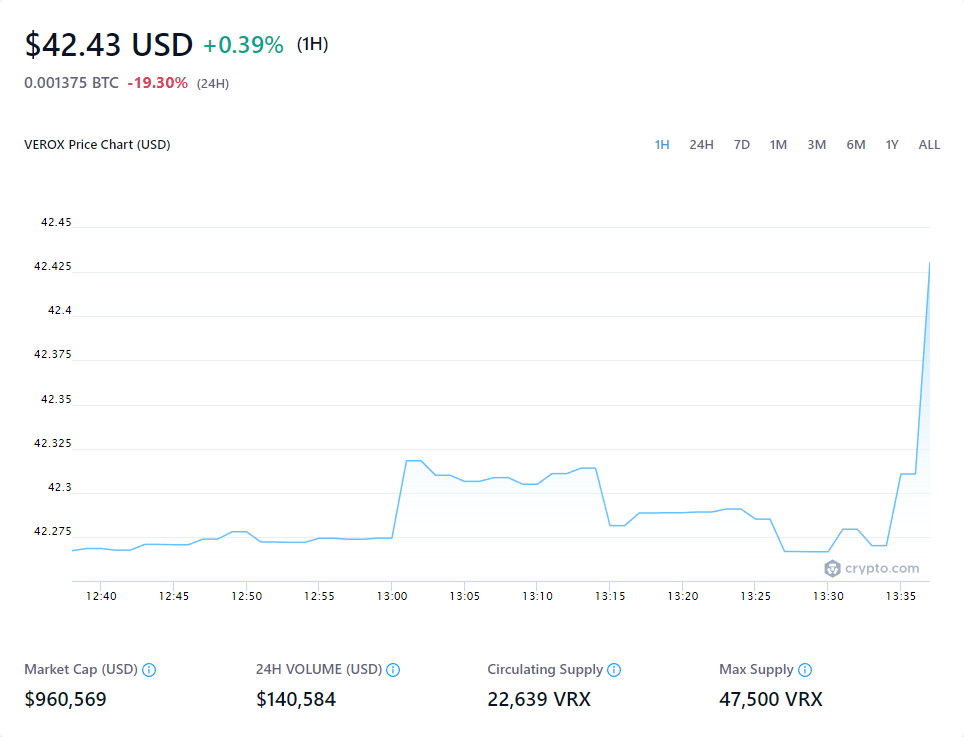 $42.43 USD +0.39% (1H)
0.001375 BTC -19.30% (24H)
VEROX Price Chart (USD) 1H 24H 7D 1M 3M 6M 1Y ALL
42.45
42.425
42.4
42.375
42.35
42.325
42.3
42.275
crypto.com
12:40 12:45 12:50 12:55 13:00 13:05 13:10 13:15 13:20 13:25 13:30 13:35
Market Cap (USD) 24H VOLUME (USD) Circulating Supply Max Supply
$960,569 $140,584 22,639 VRX 47,500 VRX